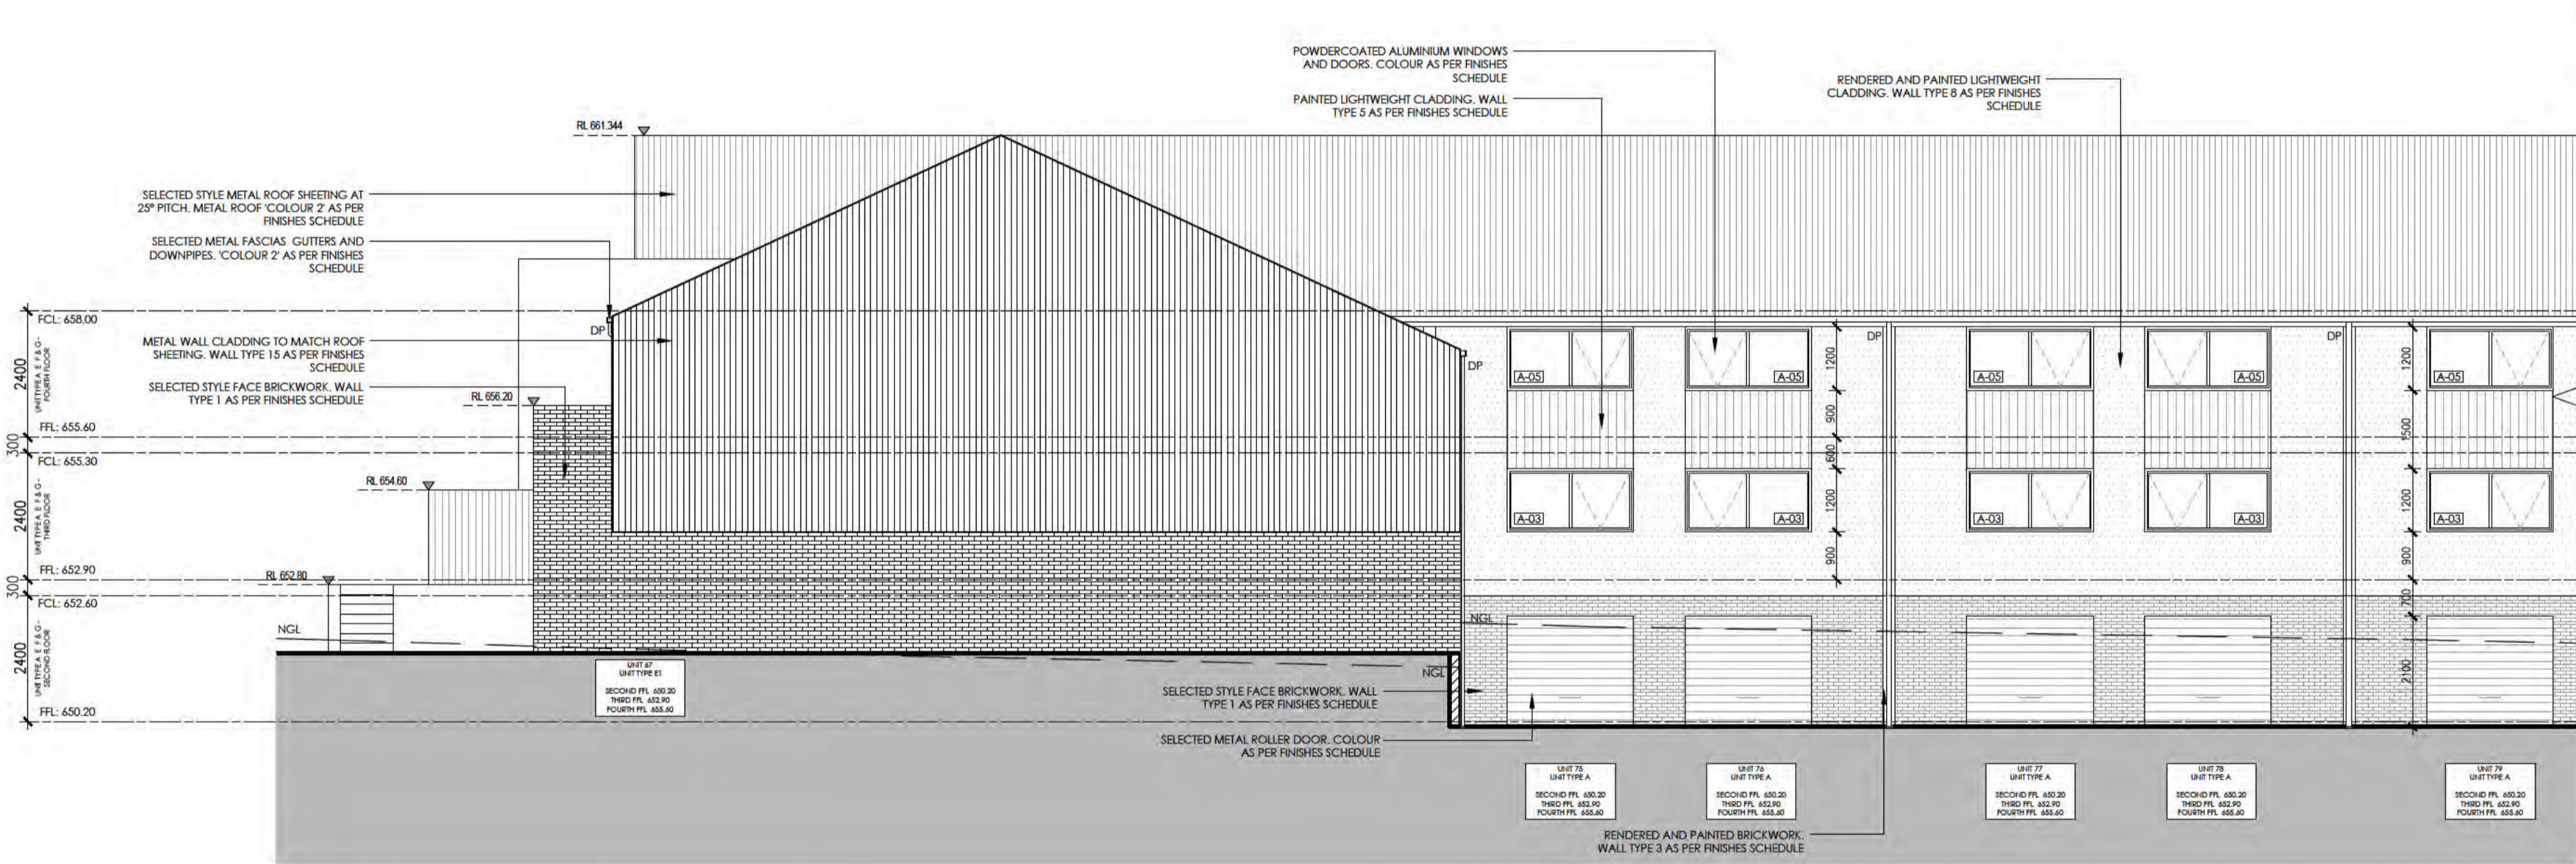 POWDERCOATED ALUMINIUM WINDOWS
AND DOORS. COLOUR AS PER FINISHES
SCHEDULE
PAINTED LIGHTWEIGHT CLADDING. WALL
TYPE 5 AS PER FINISHES SCHEDULE
RENDERED AND PAINTED LIGHTWEIGHT
CLADDING. WALL TYPE 8 AS PER FINISHES
SCHEDULE
RL 661.344
SELECTED STYLE METAL ROOF SHEETING AT
25° PITCH. METAL ROOF 'COLOUR 2' AS PER
FINISHES SCHEDULE
SELECTED METAL FASCIAS GUTTERS AND
DOWNPIPES. 'COLOUR 2' AS PER FINISHES
SCHEDULE
METAL WALL CLADDING TO MATCH ROOF
SHEETING. WALL TYPE 15 AS PER FINISHES
SCHEDULE
SELECTED STYLE FACE BRICKWORK. WALL
TYPE 1 AS PER FINISHES SCHEDULE
FCL: 658.00
2400
UNIT TYPE A E F & G -
FOURTH FLOOR
FFL: 655.60
300
FCL: 655.30
2400
UNIT TYPE A E F & G -
THIRD FLOOR
FFL: 652.90
300
FCL: 652.60
2400
UNIT TYPE A E F & G -
SECOND FLOOR
FFL: 650.20
RL 656.20
RL 654.60
RL 652.80
NGL
DP
DP
DP
DP
A-05
A-05
A-05
A-05
A-05
A-03
A-03
A-03
A-03
A-03
1200
900
600
1200
900
1200
1500
1200
900
700
2100
NGL
NGL
SELECTED STYLE FACE BRICKWORK. WALL
TYPE 1 AS PER FINISHES SCHEDULE
SELECTED METAL ROLLER DOOR. COLOUR
AS PER FINISHES SCHEDULE
RENDERED AND PAINTED BRICKWORK.
WALL TYPE 3 AS PER FINISHES SCHEDULE
UNIT 67
UNIT TYPE E1
SECOND FFL 650.20
THIRD FFL 652.90
FOURTH FFL 655.60
UNIT 75
UNIT TYPE A
SECOND FFL 650.20
THIRD FFL 652.90
FOURTH FFL 655.60
UNIT 76
UNIT TYPE A
SECOND FFL 650.20
THIRD FFL 652.90
FOURTH FFL 655.60
UNIT 77
UNIT TYPE A
SECOND FFL 650.20
THIRD FFL 652.90
FOURTH FFL 655.60
UNIT 78
UNIT TYPE A
SECOND FFL 650.20
THIRD FFL 652.90
FOURTH FFL 655.60
UNIT 79
UNIT TYPE A
SECOND FFL 650.20
THIRD FFL 652.90
FOURTH FFL 655.60